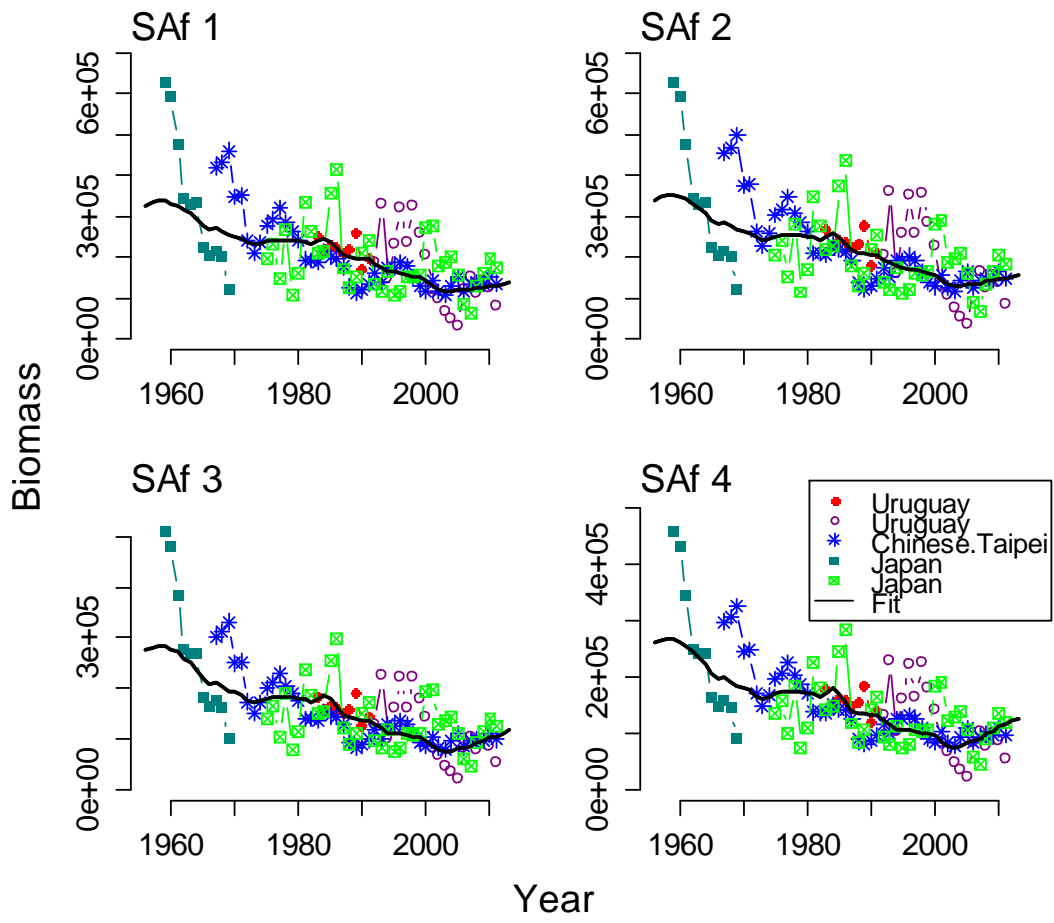 SAf 1
6e+05
3e+05
0e+00
1960 1980 2000
SAf 2
6e+05
3e+05
0e+00
1960 1980 2000
Biomass
SAf 3
3e+05
0e+00
1960 1980 2000
SAf 4
4e+05
2e+05
0e+00
1960 1980 2000
Uruguay
Uruguay
Chinese.Taipei
Japan
Japan
Fit
Year